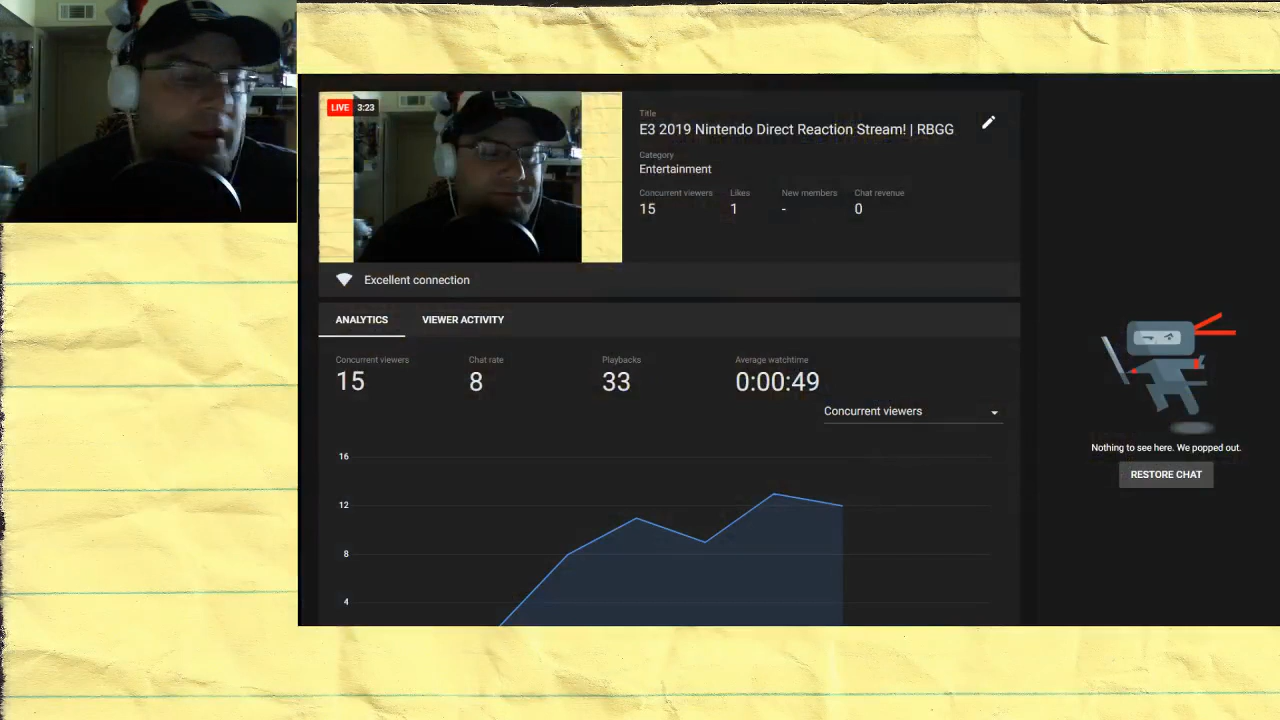 LIVE 3:23
Title
E3 2019 Nintendo Direct Reaction Stream! | RBGG
Category
Entertainment
Concurrent viewers Likes New members Chat revenue
15 1 - 0
Excellent connection
ANALYTICS VIEWER ACTIVITY
Concurrent viewers Chat rate Playbacks Average watchtime
15 8 33 0:00:49
Concurrent viewers
16
12
8
4
Nothing to see here. We popped out.
RESTORE CHAT